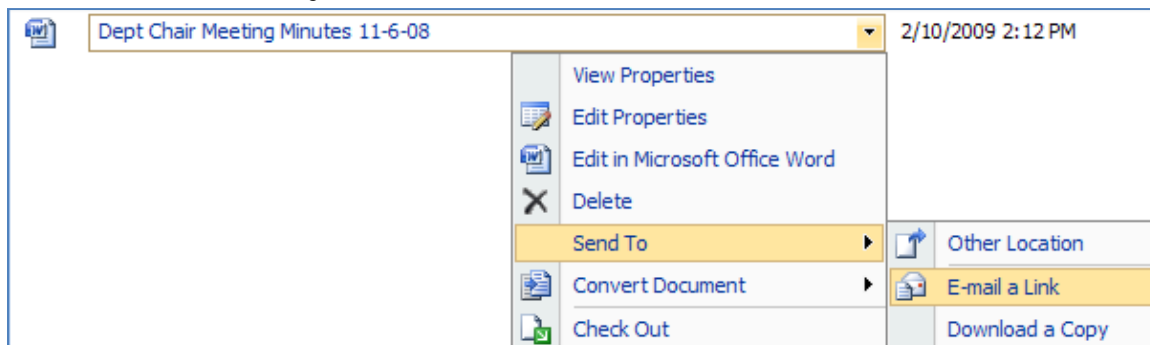 Dept Chair Meeting Minutes 11-6-08 2/10/2009 2:12 PM
View Properties
Edit Properties
Edit in Microsoft Office Word
Delete
Send To Other Location
Convert Document E-mail a Link
Check Out Download a Copy